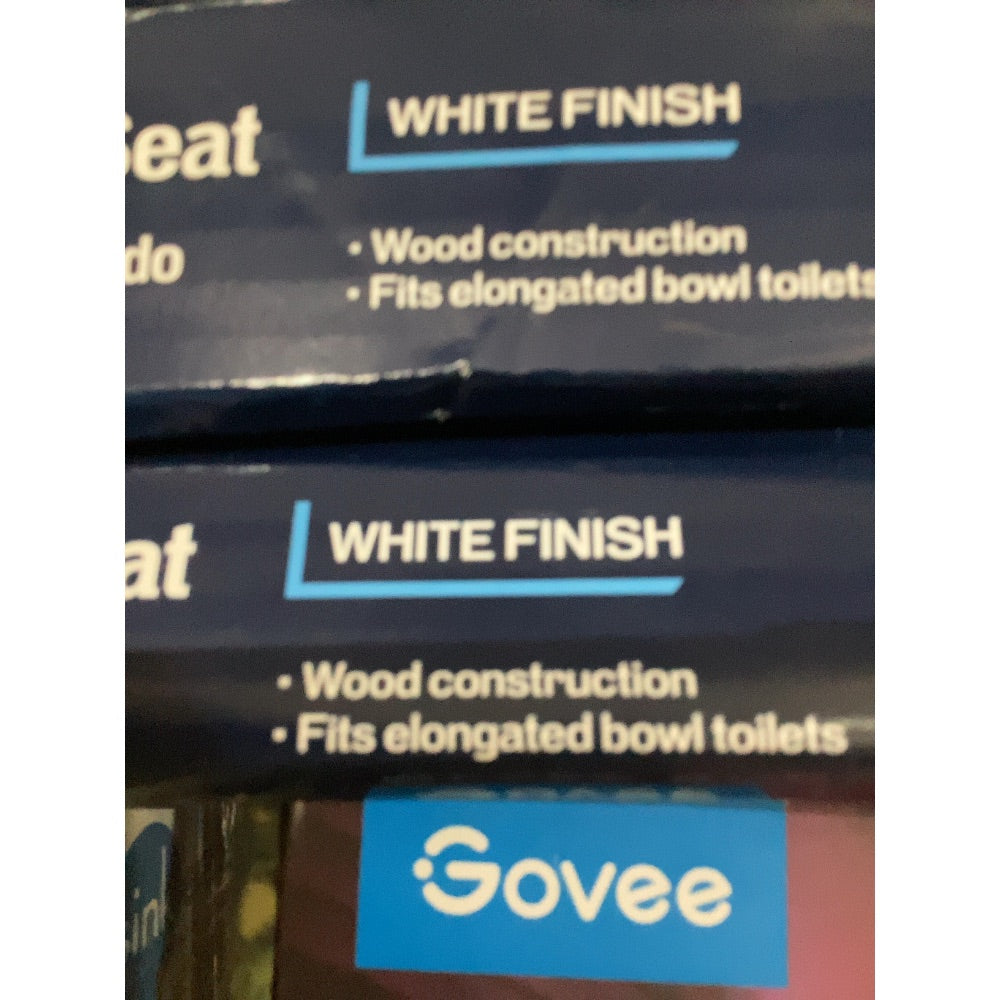 Seat
WHITE FINISH
do
• Wood construction
• Fits elongated bowl toilets
at
WHITE FINISH
• Wood construction
• Fits elongated bowl toilets
Govee